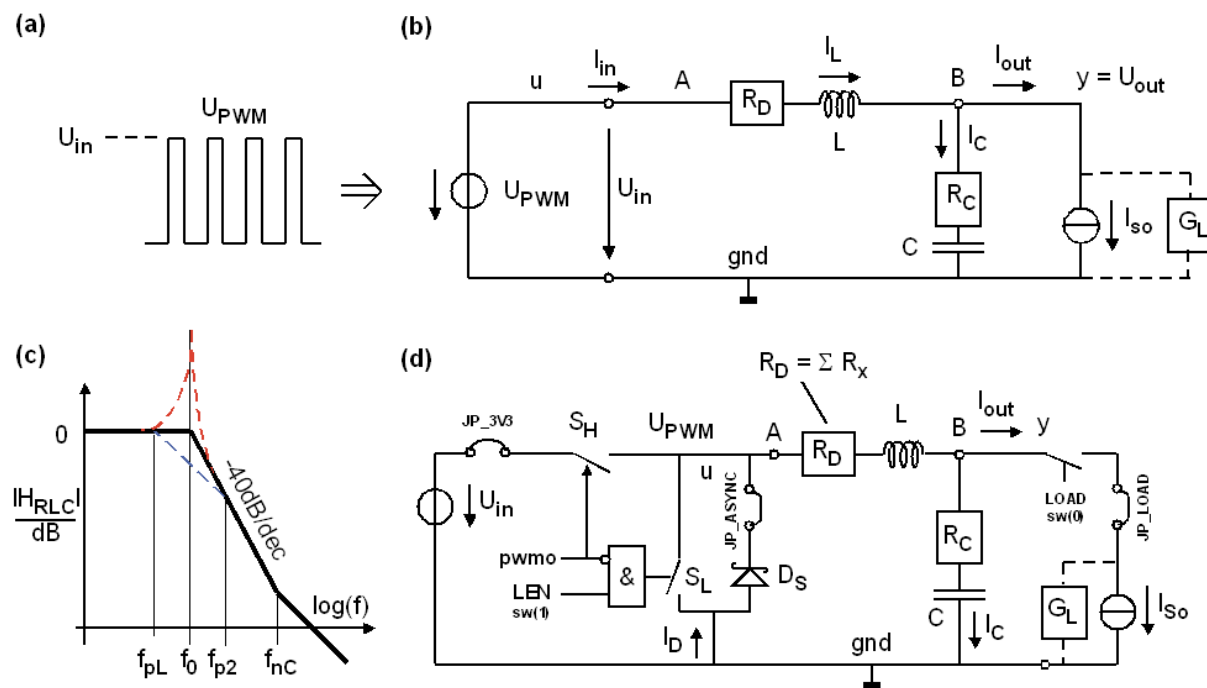 (a)
U_PWM
U_in
(b)
u
I_in
A
R_D
I_L
L
B
I_out
y = U_out
I_C
R_C
C
U_PWM
U_in
gnd
I_so
G_L
(c)
0
|H_RLC|
dB
-40dB/dec
log(f)
f_pL
f_0
f_p2
f_nC
(d)
R_D = Σ R_x
JP_3V3
S_H
U_PWM
u
A
R_D
L
B
I_out
y
U_in
JP_ASYNC
LOAD
sw(0)
JP_LOAD
pwmo
LEN
sw(1)
&
S_L
D_S
R_C
C
I_C
G_L
I_So
I_D
gnd